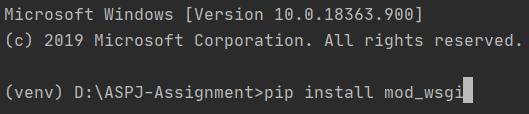 Microsoft Windows [Version 10.0.18363.900]
(c) 2019 Microsoft Corporation. All rights reserved.
(venv) D:\ASPJ-Assignment>pip install mod_wsgi